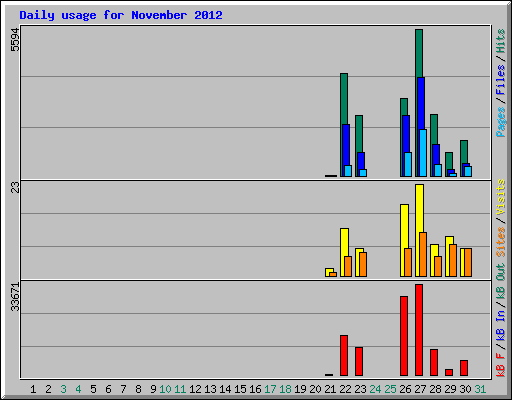 Daily usage for November 2012
5594
Pages / Files / Hits
23
Sites / Visits
33671
kB F / kB In / kB Out
1 2 3 4 5 6 7 8 9 10 11 12 13 14 15 16 17 18 19 20 21 22 23 24 25 26 27 28 29 30 31